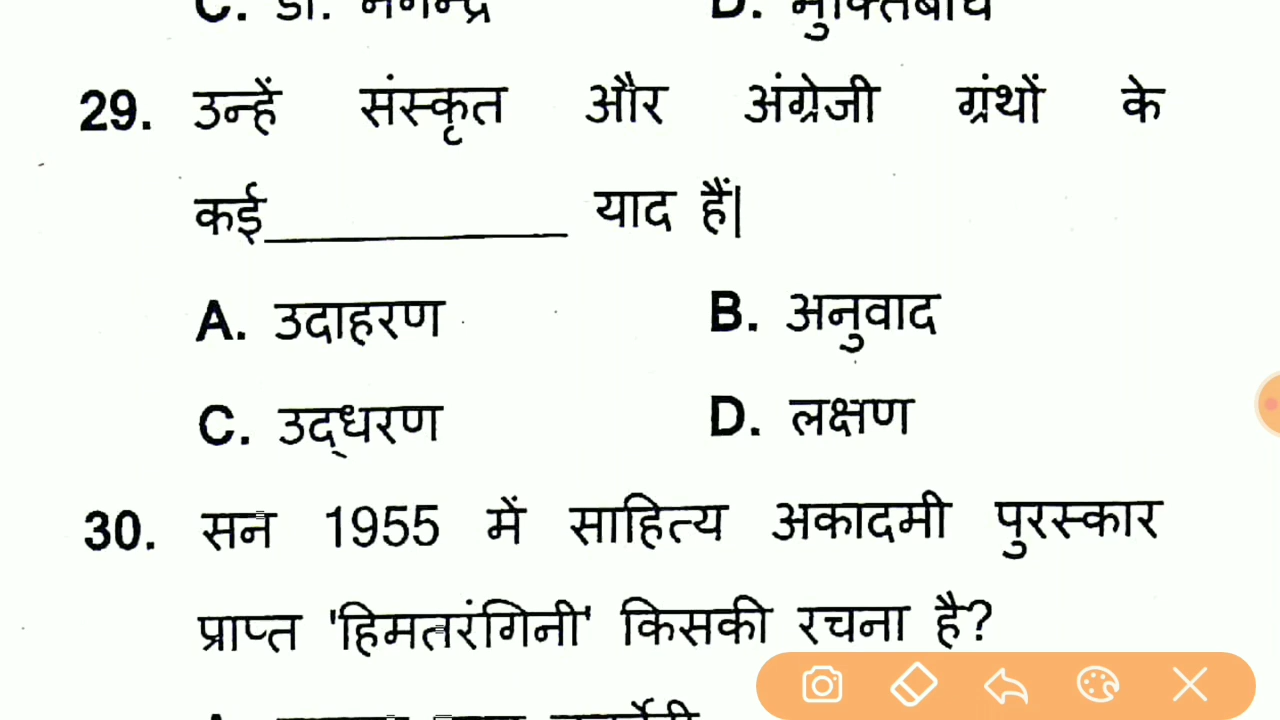 C. डॉ. नगेन्द्र D. मुक्तिबोध
29. उन्हें संस्कृत और अंग्रेजी ग्रंथों के
कई__________ याद हैं|
A. उदाहरण B. अनुवाद
C. उद्धरण D. लक्षण
30. सन 1955 में साहित्य अकादमी पुरस्कार
प्राप्त 'हिमतरंगिनी' किसकी रचना है?
A.